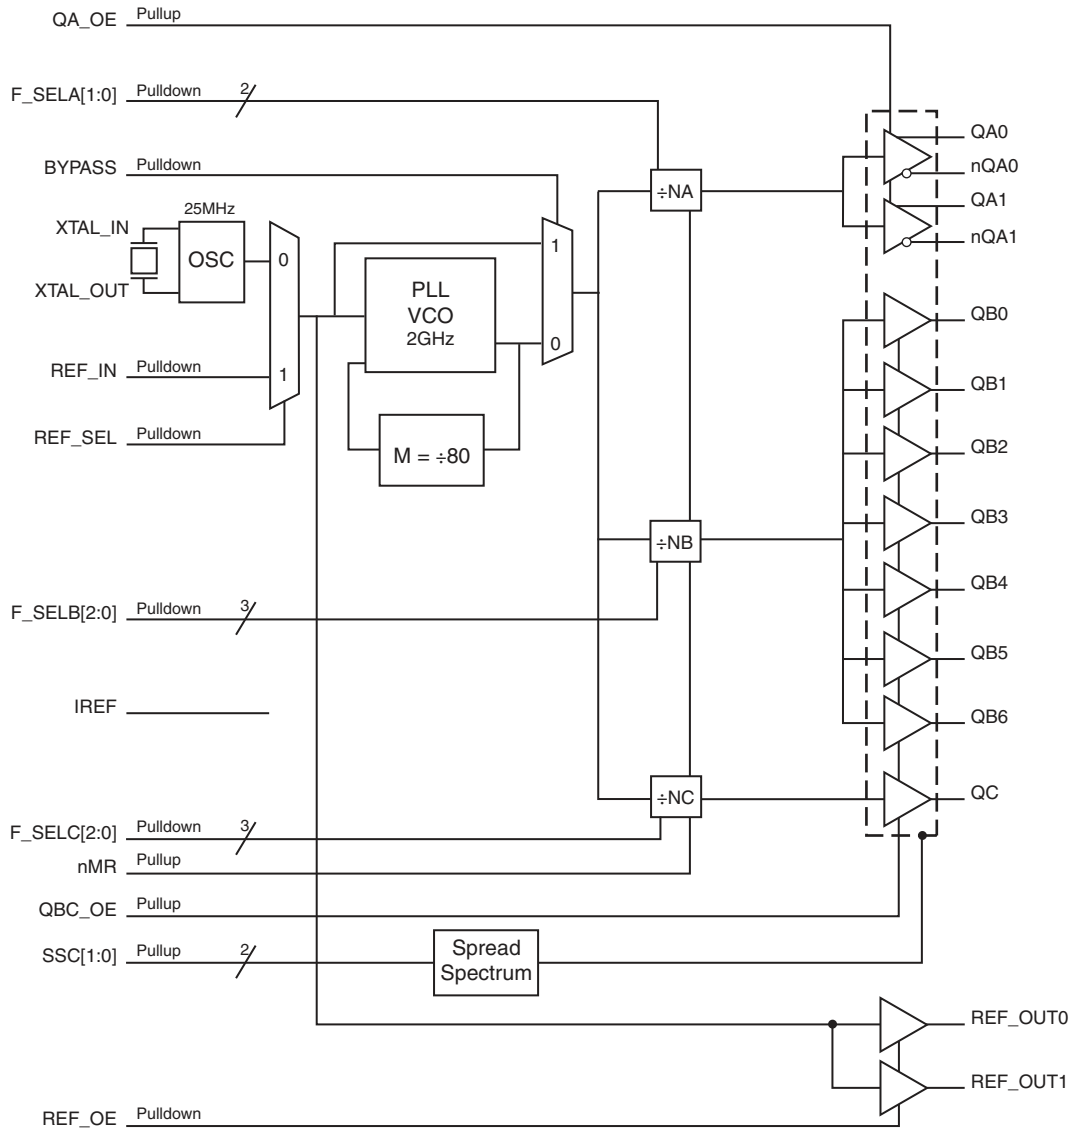 QA_OE Pullup
F_SELA[1:0] Pulldown 2
QA0
nQA0
BYPASS Pulldown
÷NA
QA1
25MHz
XTAL_IN
nQA1
1
OSC
0
XTAL_OUT
PLL
VCO
2GHz
QB0
0
REF_IN Pulldown
1
QB1
REF_SEL Pulldown
M = ÷80
QB2
QB3
÷NB
QB4
F_SELB[2:0] Pulldown 3
QB5
IREF
QB6
÷NC
QC
F_SELC[2:0] Pulldown 3
nMR Pullup
QBC_OE Pullup
SSC[1:0] Pullup 2
Spread
Spectrum
REF_OUT0
REF_OUT1
REF_OE Pulldown